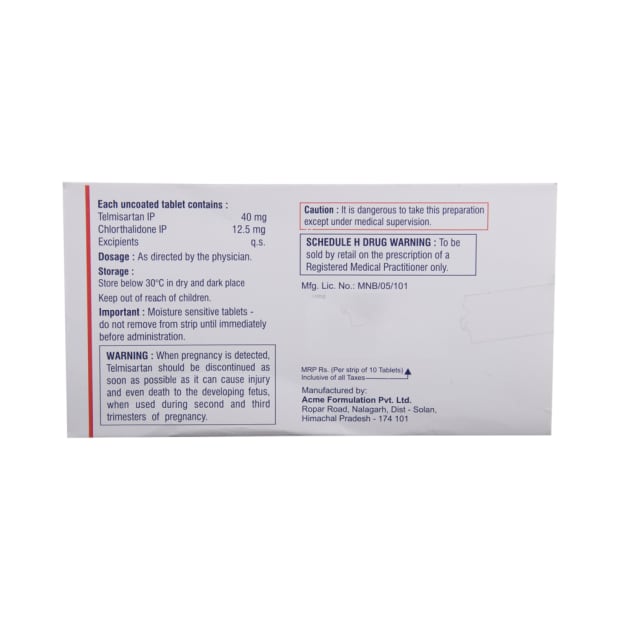 Each uncoated tablet contains :
Telmisartan IP 40 mg
Chlorthalidone IP 12.5 mg
Excipients q.s.
Dosage : As directed by the physician.
Storage :
Store below 30°C in dry and dark place
Keep out of reach of children.
Important : Moisture sensitive tablets -
do not remove from strip until immediately
before administration.
WARNING : When pregnancy is detected,
Telmisartan should be discontinued as
soon as possible as it can cause injury
and even death to the developing fetus,
when used during second and third
trimesters of pregnancy.
Caution : It is dangerous to take this preparation
except under medical supervision.
SCHEDULE H DRUG WARNING : To be
sold by retail on the prescription of a
Registered Medical Practitioner only.
Mfg. Lic. No.: MNB/05/101
MRP Rs. (Per strip of 10 Tablets)
Inclusive of all Taxes
Manufactured by:
Acme Formulation Pvt. Ltd.
Ropar Road, Nalagarh, Dist - Solan,
Himachal Pradesh - 174 101